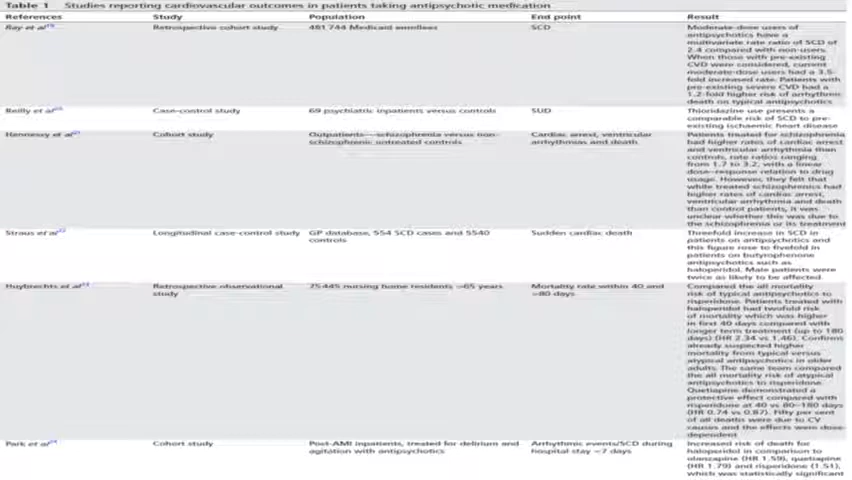 Table 1 Studies reporting cardiovascular outcomes in patients taking antipsychotic medication
References Study Population End point Result
Ray et al Retrospective cohort study 481 744 Medicaid enrollees SCD Moderate-dose users of
antipsychotics have a
multivariate rate ratio of SCD of
2.4 compared with non-users.
When those with pre-existing
CVD were considered, current
moderate-dose users had a 3.5-
fold increased rate. Patients with
pre-existing severe CVD had a
1.2-fold higher risk of arrhythmic
death on typical antipsychotics
Reilly et al Case-control study 69 psychiatric inpatients versus controls SUD Thioridazine use presents a
comparable risk of SCD to pre-
existing ischaemic heart disease
Hennessy et al Cohort study Outpatients—schizophrenia versus non- Cardiac arrest, ventricular Patients treated for schizophrenia
schizophrenic untreated controls arrhythmias and death had higher rates of cardiac arrest
and ventricular arrhythmia than
controls, rate ratios ranging
from 1.7 to 3.2, with a linear
dose–response relation to drug
usage. However, they felt that
while treated schizophrenics had
higher rates of cardiac arrest,
ventricular arrhythmia and death
than control patients, it was
unclear whether this was due to
the schizophrenia or its treatment
Straus et al Longitudinal case-control study GP database, 554 SCD cases and 5540 Sudden cardiac death Threefold increase in SCD in
controls patients on antipsychotics and
this figure rose to fivefold in
patients on butyrophenone
antipsychotics such as
haloperidol. Male patients were
twice as likely to be affected.
Huybrechts et al Retrospective observational 75 445 nursing home residents >65 years Mortality rate within 40 and Compared the all mortality
study >80 days risk of typical antipsychotics to
risperidone. Patients treated with
haloperidol had twofold risk
of mortality which was higher
in first 40 days compared with
longer term treatment (up to 180
days) (HR 2.34 vs 1.46). Confirms
already suspected higher
mortality from typical versus
atypical antipsychotics in older
adults. The same team compared
the all mortality risk of atypical
antipsychotics to risperidone.
Quetiapine demonstrated a
protective effect compared with
risperidone at 40 vs 80–180 days
(HR 0.74 vs 0.87). Fifty per sent
of all deaths were due to CV
causes and the effects were dose-
dependent
Park et al Cohort study Post-AMI inpatients, treated for delirium and Arrhythmic events/SCD during Increased risk of death for
agitation with antipsychotics hospital stay <7 days haloperidol in comparison to
olanzapine (HR 1.59), quetiapine
(HR 1.79) and risperidone (1.51),
which was statistically significant